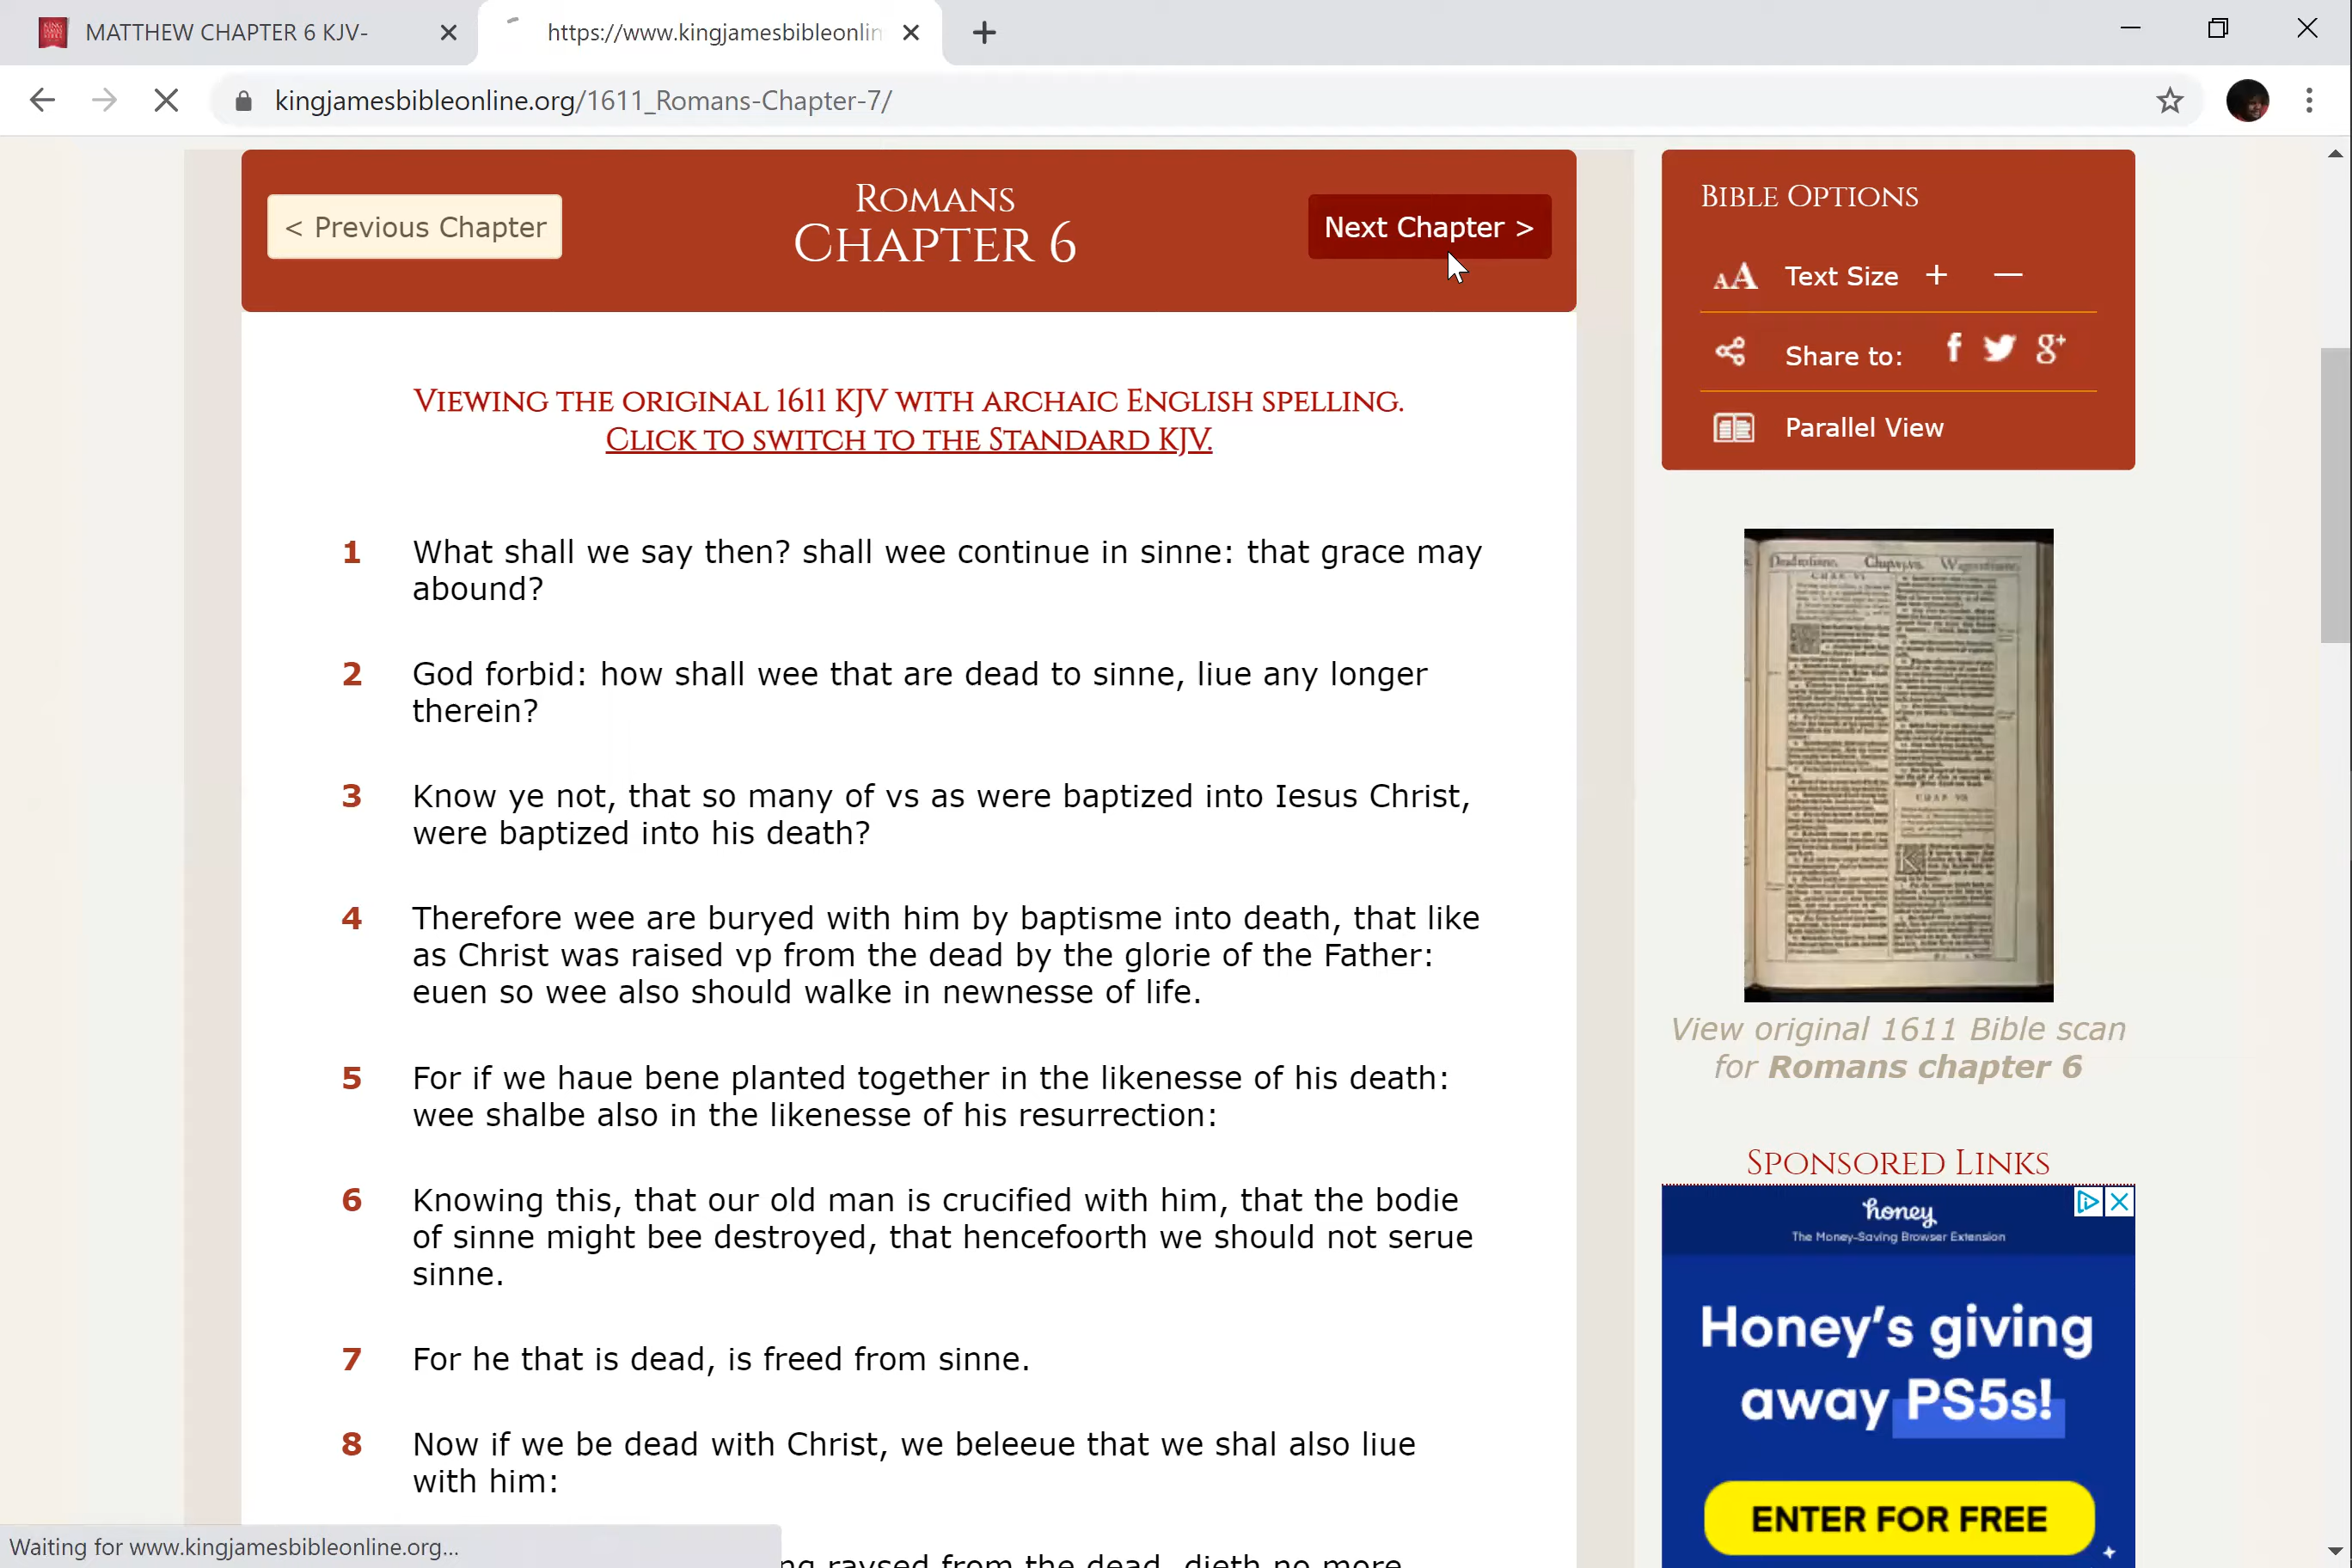 MATTHEW CHAPTER 6 KJV-
https://www.kingjamesbibleonlin
kingjamesbibleonline.org/1611_Romans-Chapter-7/
< Previous Chapter
ROMANS
CHAPTER 6
Next Chapter >
VIEWING THE ORIGINAL 1611 KJV WITH ARCHAIC ENGLISH SPELLING.
CLICK TO SWITCH TO THE STANDARD KJV.
1 What shall we say then? shall wee continue in sinne: that grace may
abound?
2 God forbid: how shall wee that are dead to sinne, liue any longer
therein?
3 Know ye not, that so many of vs as were baptized into Iesus Christ,
were baptized into his death?
4 Therefore wee are buryed with him by baptisme into death, that like
as Christ was raised vp from the dead by the glorie of the Father:
euen so wee also should walke in newnesse of life.
5 For if we haue bene planted together in the likenesse of his death:
wee shalbe also in the likenesse of his resurrection:
6 Knowing this, that our old man is crucified with him, that the bodie
of sinne might bee destroyed, that hencefoorth we should not serue
sinne.
7 For he that is dead, is freed from sinne.
8 Now if we be dead with Christ, we beleeue that we shal also liue
with him:
ng raysed from the dead, dieth no more
Waiting for www.kingjamesbibleonline.org...
BIBLE OPTIONS
AA Text Size + —
Share to: f g+
Parallel View
View original 1611 Bible scan
for Romans chapter 6
SPONSORED LINKS
honey
The Money-Saving Browser Extension
Honey's giving
away PS5s!
ENTER FOR FREE